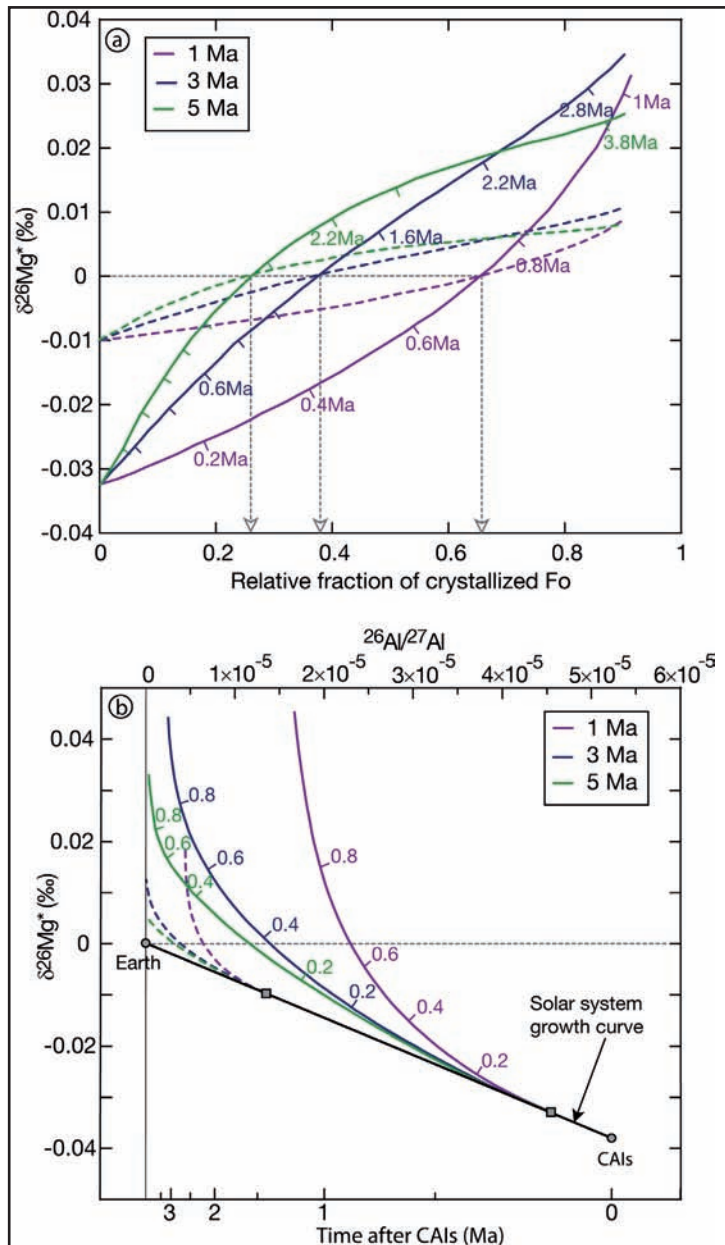 ⓐ
1 Ma
3 Ma
5 Ma
0.04
0.03
0.02
0.01
0
-0.01
-0.02
-0.03
-0.04
δ²⁶Mg* (‰)
1Ma
2.8Ma
3.8Ma
2.2Ma
2.2Ma
1.6Ma
0.8Ma
0.6Ma
0.6Ma
0.4Ma
0.2Ma
0 0.2 0.4 0.6 0.8 1
Relative fraction of crystallized Fo
²⁶Al/²⁷Al
0 1×10⁻⁵ 2×10⁻⁵ 3×10⁻⁵ 4×10⁻⁵ 5×10⁻⁵ 6×10⁻⁵
ⓑ
1 Ma
3 Ma
5 Ma
0.04
0.02
0
-0.02
-0.04
δ²⁶Mg* (‰)
0.8
0.8
0.6
0.6
0.8
0.4
0.4
0.6
0.2
0.2
0.4
0.2
Earth
Solar system
growth curve
CAIs
3 2 1 0
Time after CAIs (Ma)